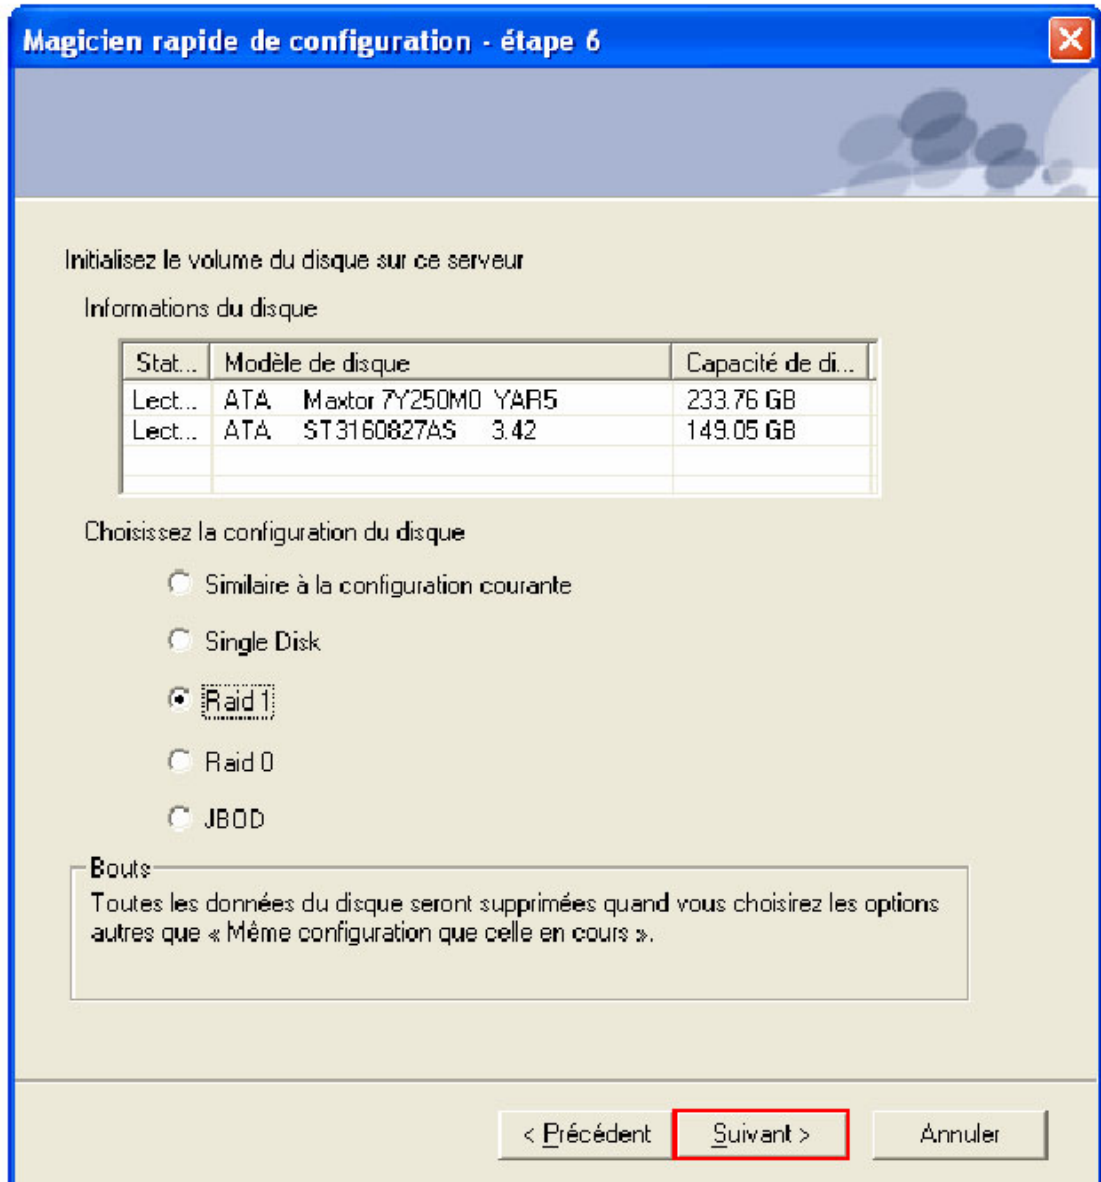 Magicien rapide de configuration - étape 6
Initialisez le volume du disque sur ce serveur
Informations du disque
Stat... Modèle de disque Capacité de di...
Lect... ATA Maxtor 7Y250M0 YAR5 233.76 GB
Lect... ATA ST3160827AS 3.42 149.05 GB
Choisissez la configuration du disque
Similaire à la configuration courante
Single Disk
Raid 1
Raid 0
JBOD
Bouts
Toutes les données du disque seront supprimées quand vous choisirez les options
autres que « Même configuration que celle en cours ».
< Précédent Suivant > Annuler